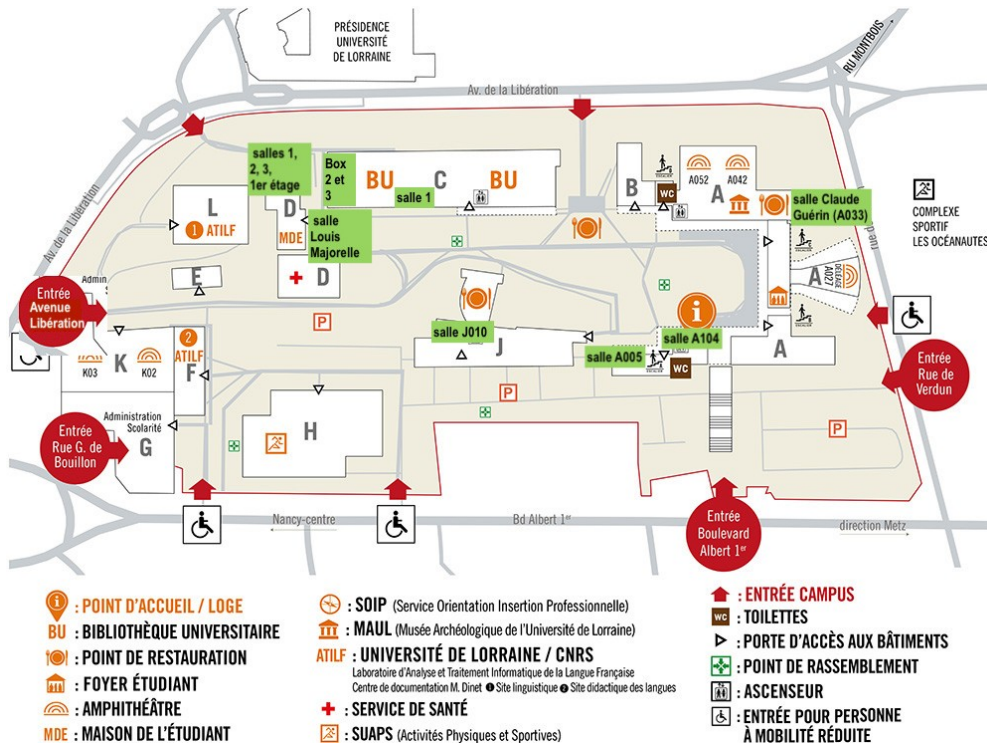 PRÉSIDENCE
UNIVERSITÉ
DE LORRAINE
RU MONTBOIS
Av. de la Libération
salles 1,
2, 3,
1er étage
Box
2 et
3
BU
C
BU
salle 1
B
WC
A052
A042
A
salle Claude
Guérin (A033)
COMPLEXE
SPORTIF
LES OCÉANAUTES
L
1 ATILF
D
MDE
salle
Louis
Majorelle
Av. de la Libération
E
D
A
A027
DELÉAGE
Entrée
Avenue
Libération
P
salle J010
J
i
salle A104
salle A005
WC
A
Entrée
Rue de
Verdun
2
ATILF
K
K03
K02
F
P
Administration
Scolarité
G
H
P
Entrée
Rue G. de
Bouillon
Nancy-centre
Bd Albert 1er
Entrée
Boulevard
Albert 1er
direction Metz
: POINT D'ACCUEIL / LOGE
BU : BIBLIOTHÈQUE UNIVERSITAIRE
: POINT DE RESTAURATION
: FOYER ÉTUDIANT
: AMPHITHÉÂTRE
MDE : MAISON DE L'ÉTUDIANT
: SOIP (Service Orientation Insertion Professionnelle)
: MAUL (Musée Archéologique de l'Université de Lorraine)
ATILF : UNIVERSITÉ DE LORRAINE / CNRS
Laboratoire d'Analyse et Traitement Informatique de la Langue Française
Centre de documentation M. Dinet 1 Site linguistique 2 Site didactique des langues
: SERVICE DE SANTÉ
: SUAPS (Activités Physiques et Sportives)
: ENTRÉE CAMPUS
WC : TOILETTES
: PORTE D'ACCÈS AUX BÂTIMENTS
: POINT DE RASSEMBLEMENT
: ASCENSEUR
: ENTRÉE POUR PERSONNE
À MOBILITÉ RÉDUITE